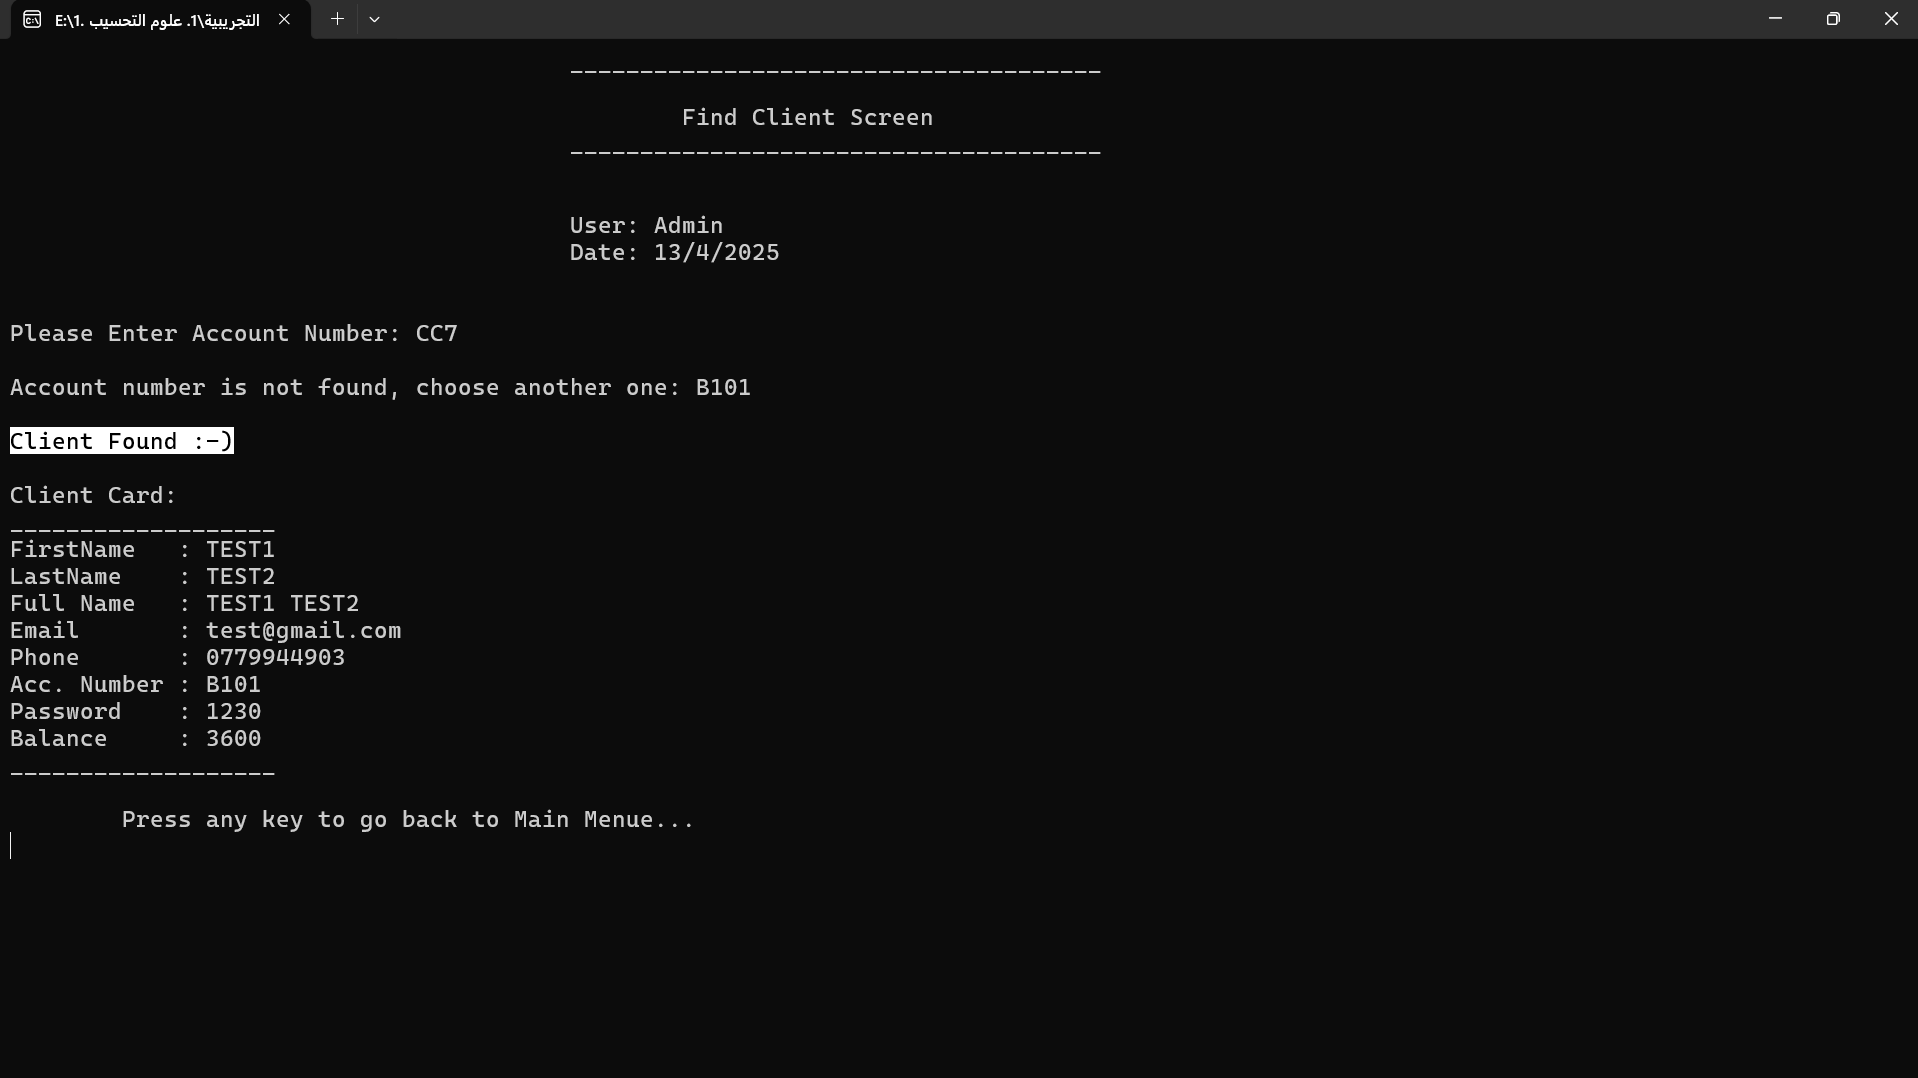 E:\1. علوم التحسيب .1\التجريبية
_ _ _ _ _ _ _ _ _ _ _ _ _ _ _ _ _ _ _ _ _ _ _ _ _ _ _ _ _ _ _ _ _ _ _ _ _ _
Find Client Screen
_ _ _ _ _ _ _ _ _ _ _ _ _ _ _ _ _ _ _ _ _ _ _ _ _ _ _ _ _ _ _ _ _ _ _ _ _ _
User: Admin
Date: 13/4/2025
Please Enter Account Number: CC7
Account number is not found, choose another one: B101
Client Found :-)
Client Card:
___________________
FirstName   : TEST1
LastName    : TEST2
Full Name   : TEST1 TEST2
Email       : test@gmail.com
Phone       : 0779944903
Acc. Number : B101
Password    : 1230
Balance     : 3600
___________________
Press any key to go back to Main Menue...